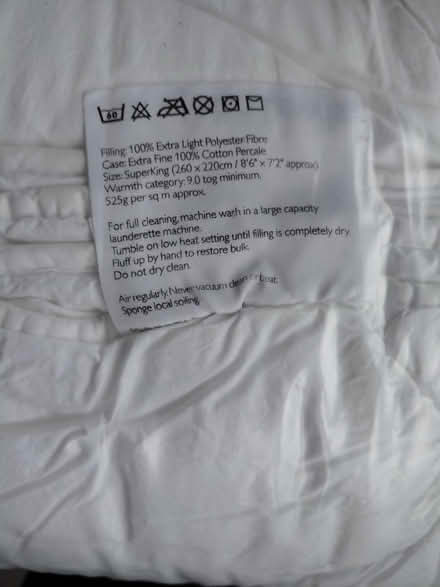 60
Filling: 100% Extra Light Polyester Fibre
Case: Extra Fine 100% Cotton Percale
Size: SuperKing (260 x 220cm / 8'6" x 7'2" approx)
Warmth category: 9.0 tog minimum
525g per sq m approx.
For full cleaning, machine wash in a large capacity
launderette machine.
Tumble on low heat setting until filling is completely dry.
Fluff up by hand to restore bulk.
Do not dry clean.
Air regularly. Never vacuum clean or beat.
Sponge local soiling.